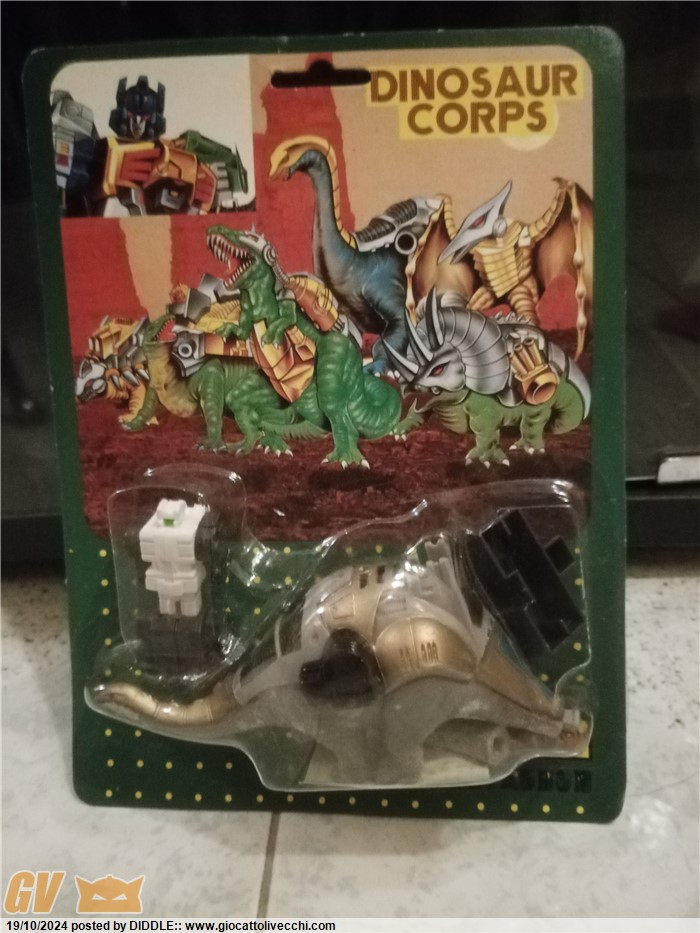 DINOSAUR
CORPS
GV
19/10/2024 posted by DIDDLE:: www.giocattolivecchi.com